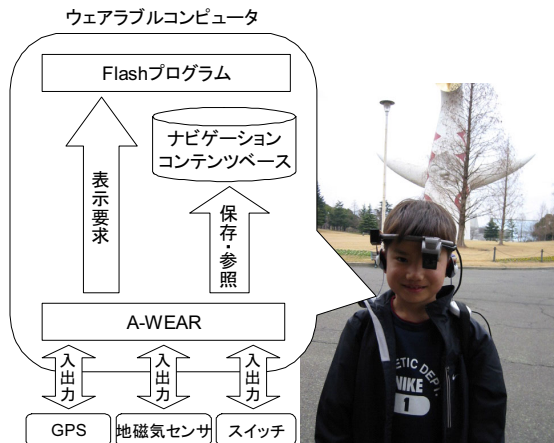 ウェアラブルコンピュータ
Flashプログラム
ナビゲーション
コンテンツベース
表示要求
保存・参照
A-WEAR
入出力
入出力
入出力
GPS
地磁気センサ
スイッチ
ETIC DEPT.
NIKE
1